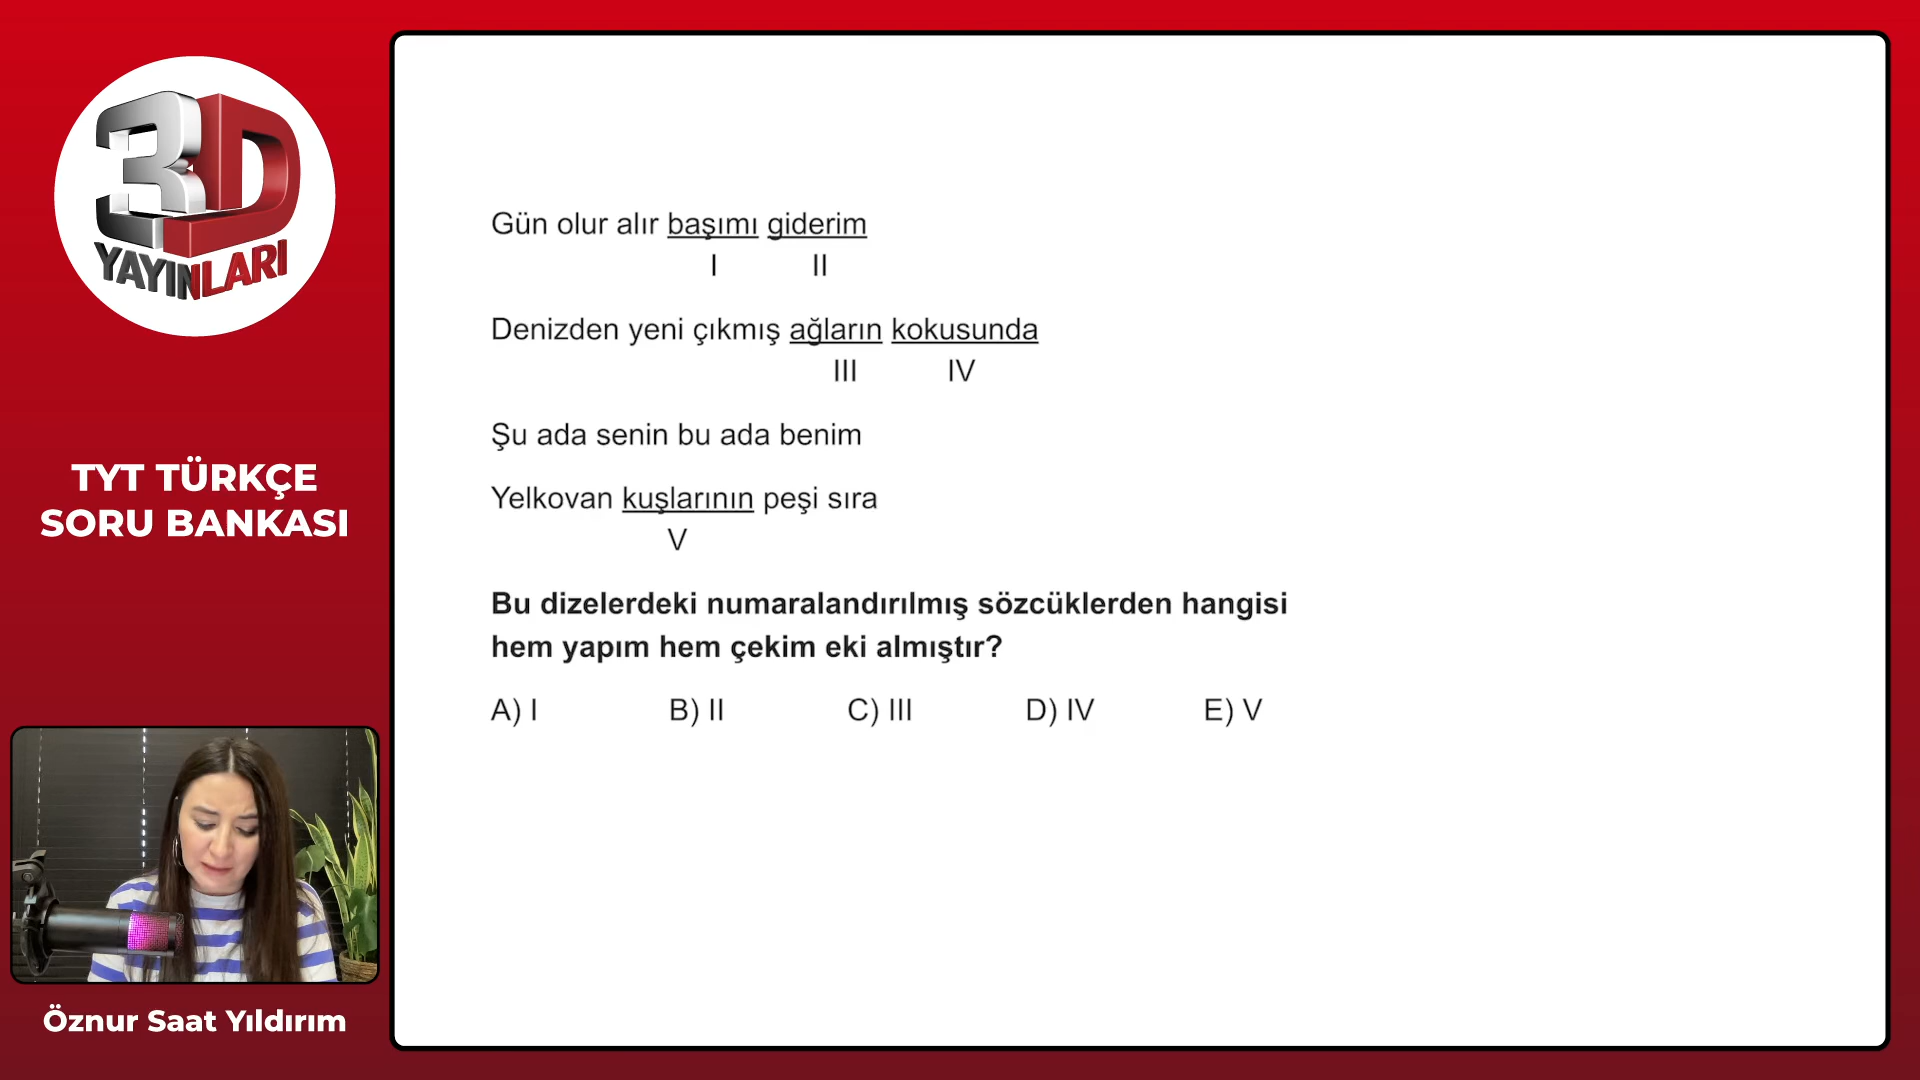 3D
YAYINLARI
TYT TÜRKÇE
SORU BANKASI
Öznur Saat Yıldırım
Gün olur alır başımı giderim
I II
Denizden yeni çıkmış ağların kokusunda
III IV
Şu ada senin bu ada benim
Yelkovan kuşlarının peşi sıra
V
Bu dizelerdeki numaralandırılmış sözcüklerden hangisi
hem yapım hem çekim eki almıştır?
A) I B) II C) III D) IV E) V